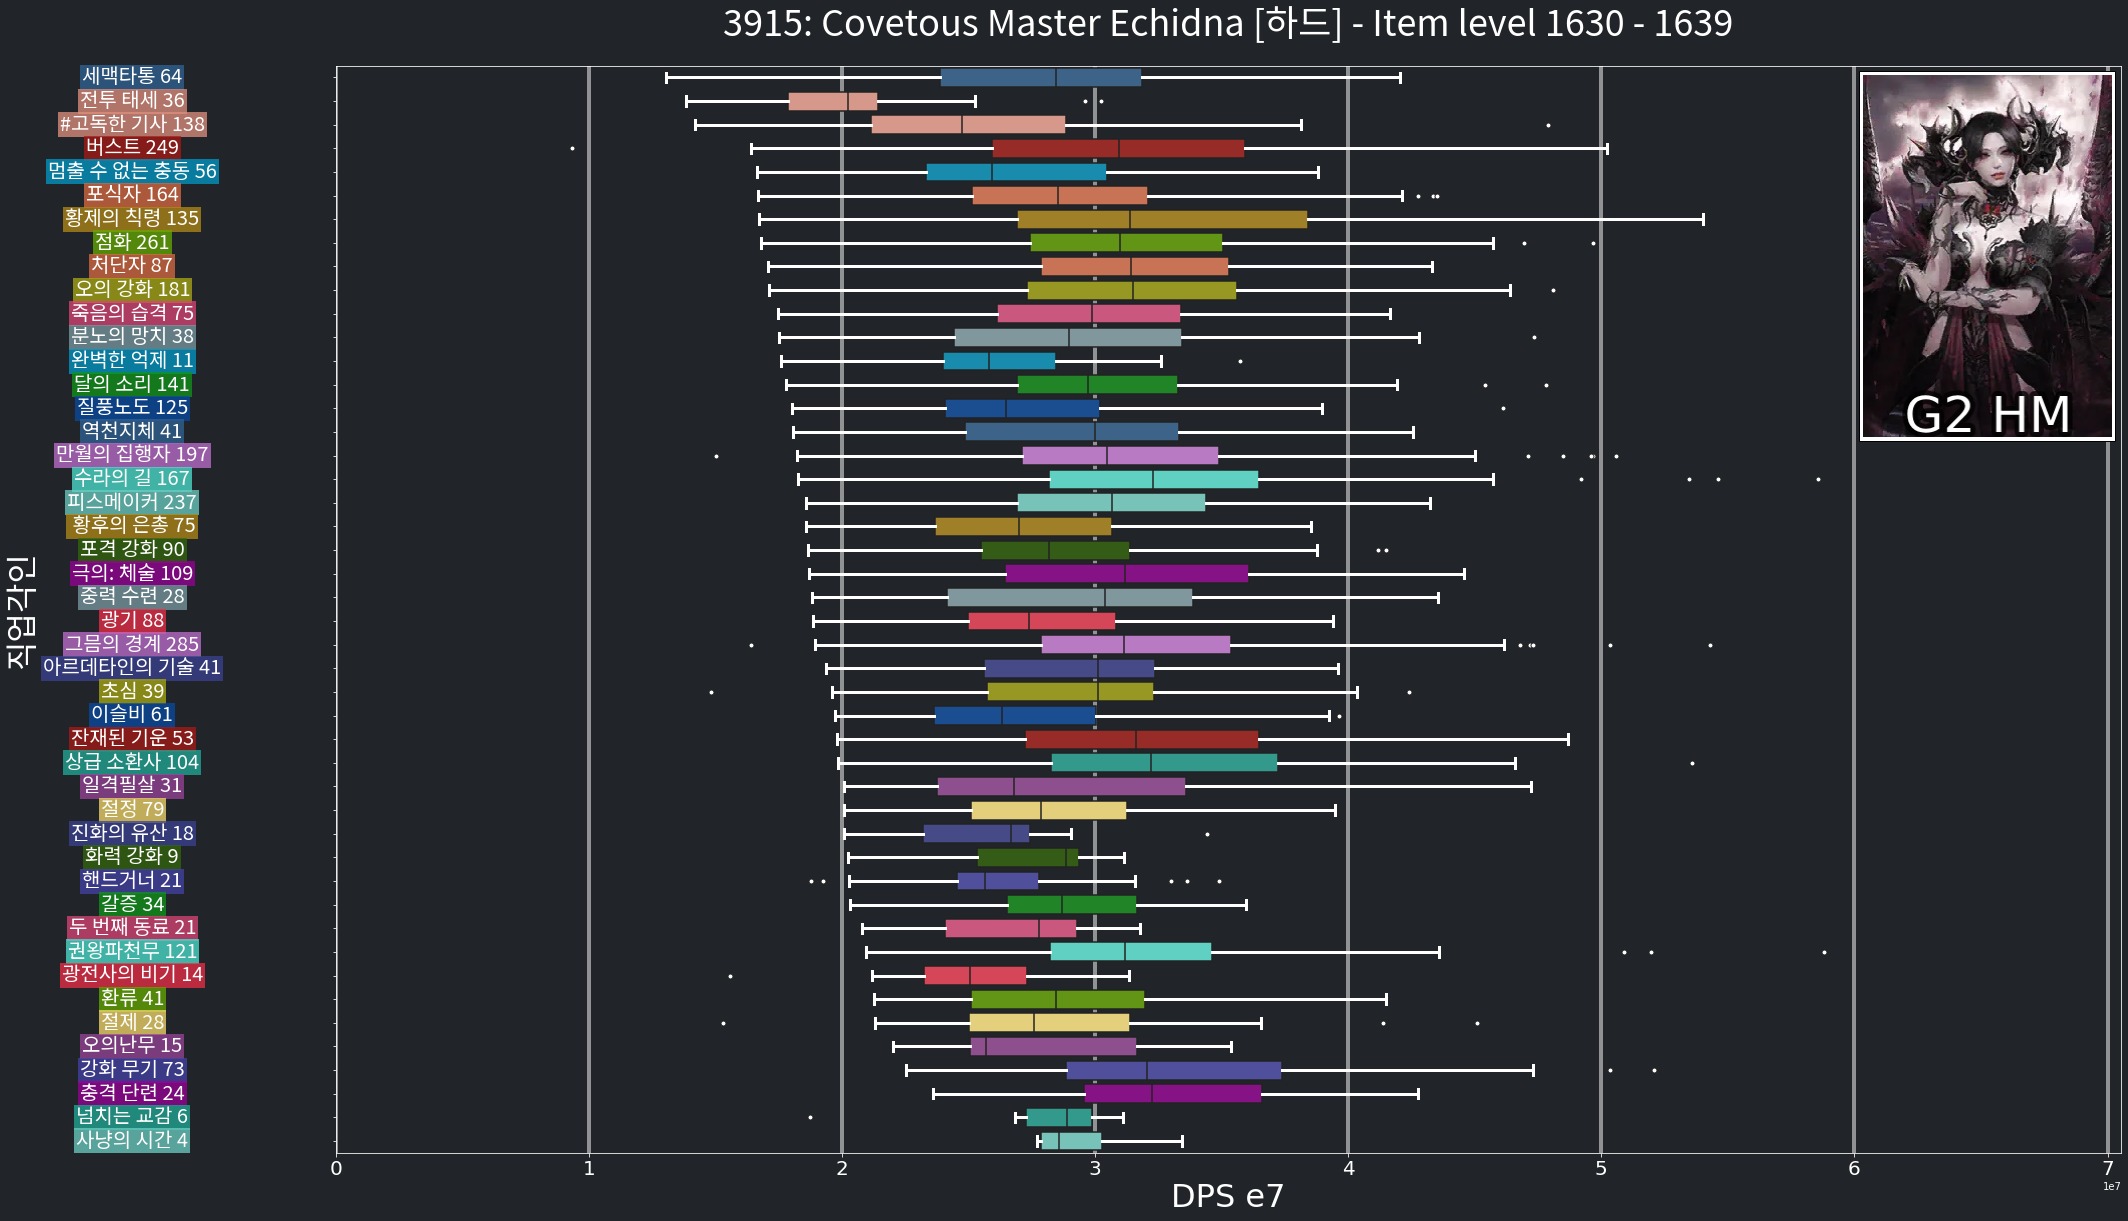 3915: Covetous Master Echidna [하드] - Item level 1630 - 1639
세맥타통 64
전투 태세 36
#고독한 기사 138
버스트 249
멈출 수 없는 충동 56
포식자 164
황제의 칙령 135
점화 261
처단자 87
오의 강화 181
죽음의 습격 75
분노의 망치 38
완벽한 억제 11
달의 소리 141
질풍노도 125
역천지체 41
만월의 집행자 197
수라의 길 167
피스메이커 237
황후의 은총 75
포격 강화 90
극의: 체술 109
중력 수련 28
광기 88
그믐의 경계 285
아르데타인의 기술 41
초심 39
이슬비 61
잔재된 기운 53
상급 소환사 104
일격필살 31
절정 79
진화의 유산 18
화력 강화 9
핸드거너 21
갈증 34
두 번째 동료 21
권왕파천무 121
광전사의 비기 14
환류 41
절제 28
오의난무 15
강화 무기 73
충격 단련 24
넘치는 교감 6
사냥의 시간 4
직업각인
G2 HM
0 1 2 3 4 5 6 7
1e7
DPS e7